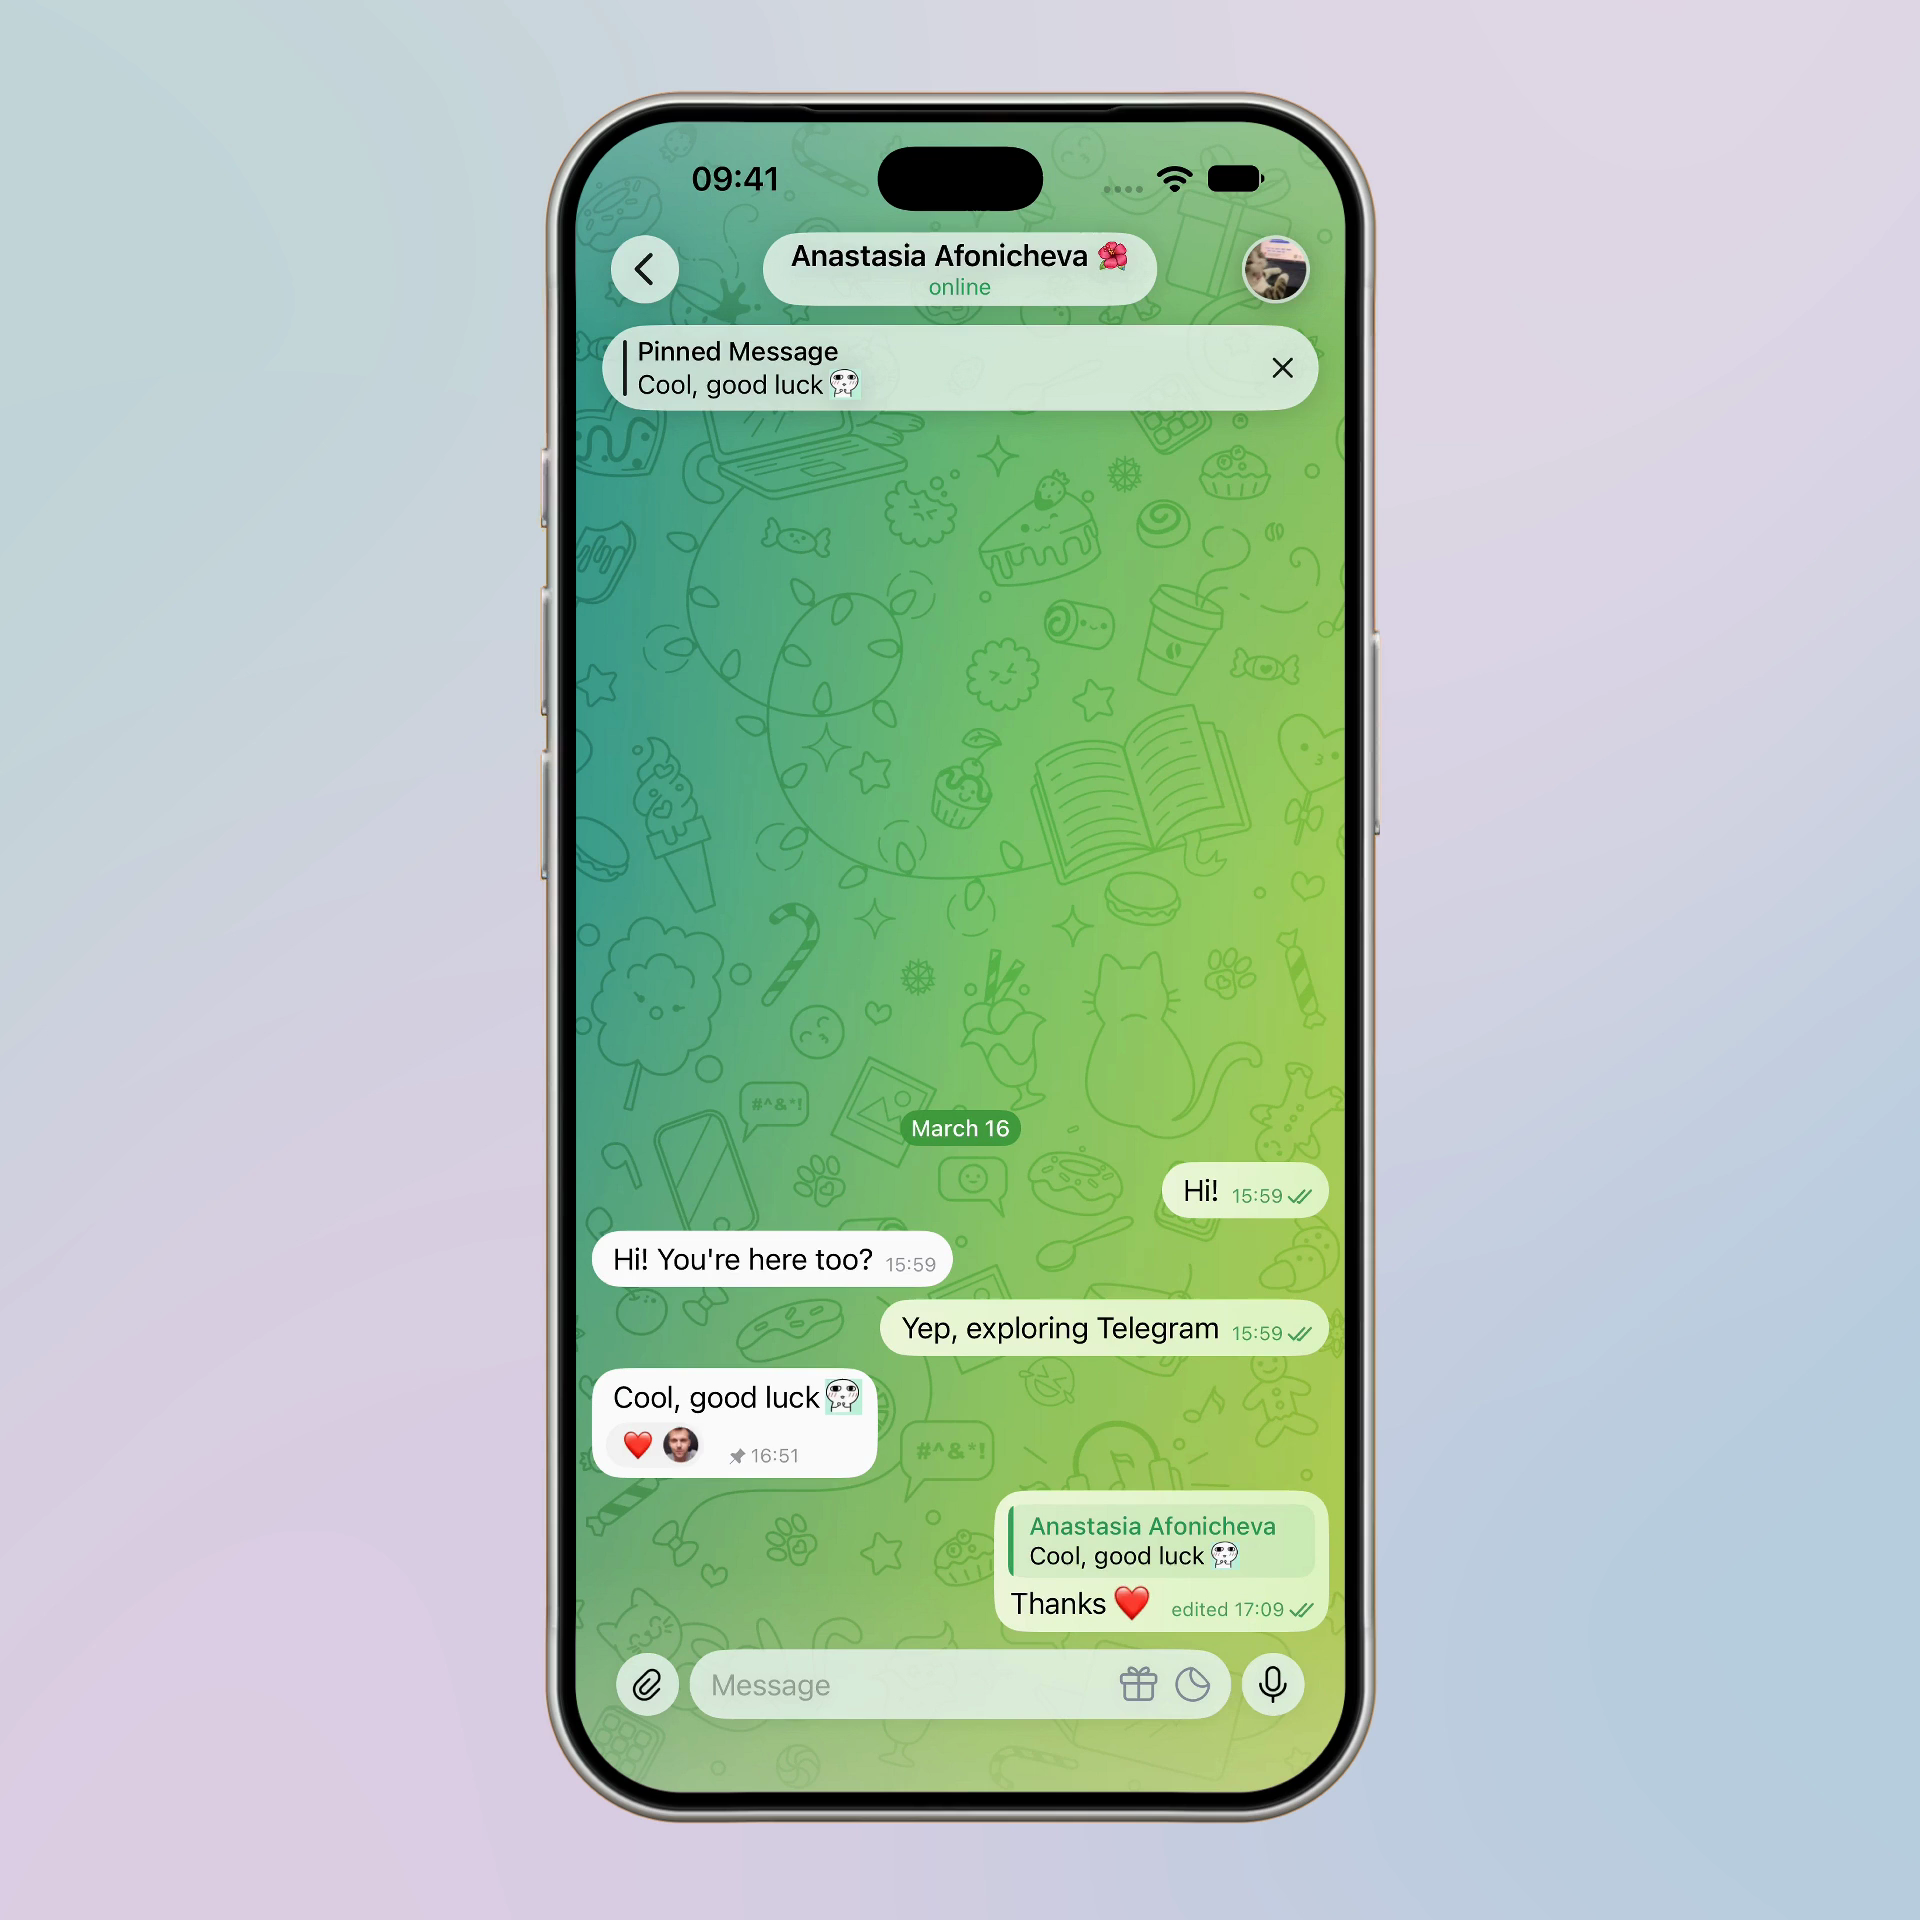 09:41
Anastasia Afonicheva 🌺
online
Pinned Message
Cool, good luck
#^&*!
March 16
Hi! 15:59
Hi! You're here too? 15:59
Yep, exploring Telegram 15:59
Cool, good luck
❤️ 16:51
#^&*!
Anastasia Afonicheva
Cool, good luck
Thanks ❤️ edited 17:09
Message